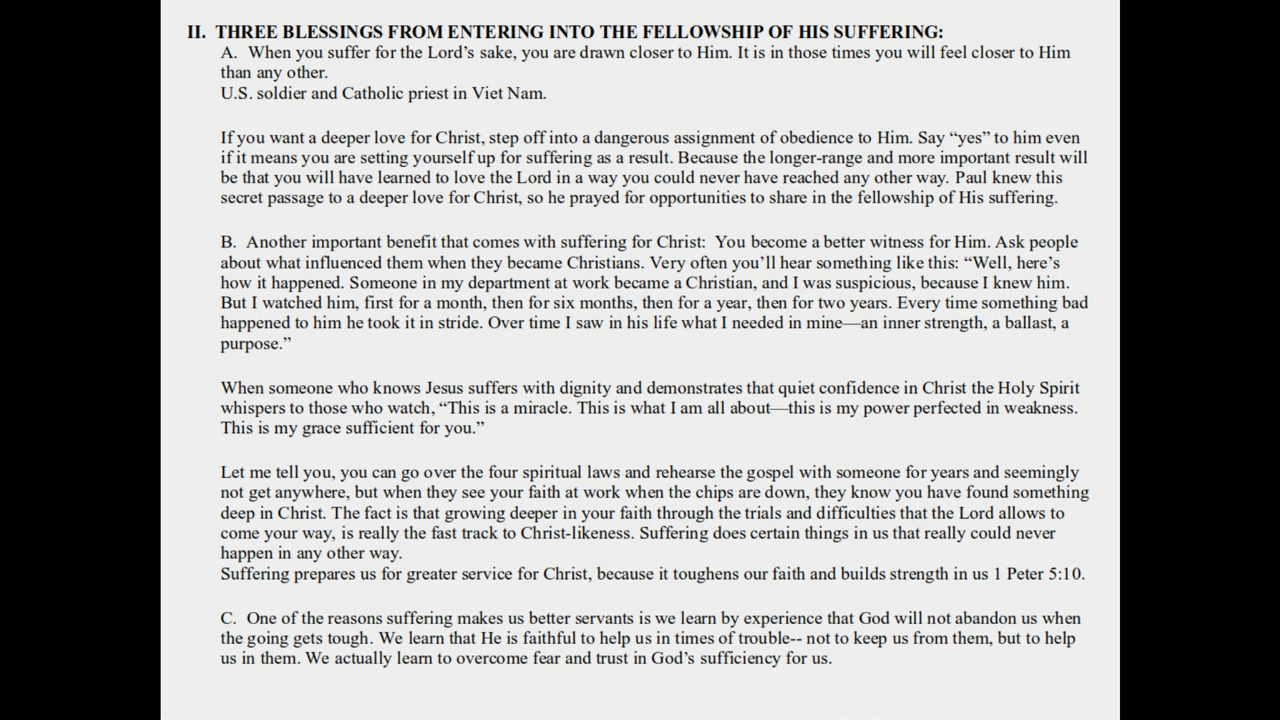 II. THREE BLESSINGS FROM ENTERING INTO THE FELLOWSHIP OF HIS SUFFERING:
A. When you suffer for the Lord’s sake, you are drawn closer to Him. It is in those times you will feel closer to Him
than any other.
U.S. soldier and Catholic priest in Viet Nam.
If you want a deeper love for Christ, step off into a dangerous assignment of obedience to Him. Say “yes” to him even
if it means you are setting yourself up for suffering as a result. Because the longer-range and more important result will
be that you will have learned to love the Lord in a way you could never have reached any other way. Paul knew this
secret passage to a deeper love for Christ, so he prayed for opportunities to share in the fellowship of His suffering.
B. Another important benefit that comes with suffering for Christ: You become a better witness for Him. Ask people
about what influenced them when they became Christians. Very often you’ll hear something like this: “Well, here’s
how it happened. Someone in my department at work became a Christian, and I was suspicious, because I knew him.
But I watched him, first for a month, then for six months, then for a year, then for two years. Every time something bad
happened to him he took it in stride. Over time I saw in his life what I needed in mine—an inner strength, a ballast, a
purpose.”
When someone who knows Jesus suffers with dignity and demonstrates that quiet confidence in Christ the Holy Spirit
whispers to those who watch, “This is a miracle. This is what I am all about—this is my power perfected in weakness.
This is my grace sufficient for you.”
Let me tell you, you can go over the four spiritual laws and rehearse the gospel with someone for years and seemingly
not get anywhere, but when they see your faith at work when the chips are down, they know you have found something
deep in Christ. The fact is that growing deeper in your faith through the trials and difficulties that the Lord allows to
come your way, is really the fast track to Christ-likeness. Suffering does certain things in us that really could never
happen in any other way.
Suffering prepares us for greater service for Christ, because it toughens our faith and builds strength in us 1 Peter 5:10.
C. One of the reasons suffering makes us better servants is we learn by experience that God will not abandon us when
the going gets tough. We learn that He is faithful to help us in times of trouble-- not to keep us from them, but to help
us in them. We actually learn to overcome fear and trust in God’s sufficiency for us.